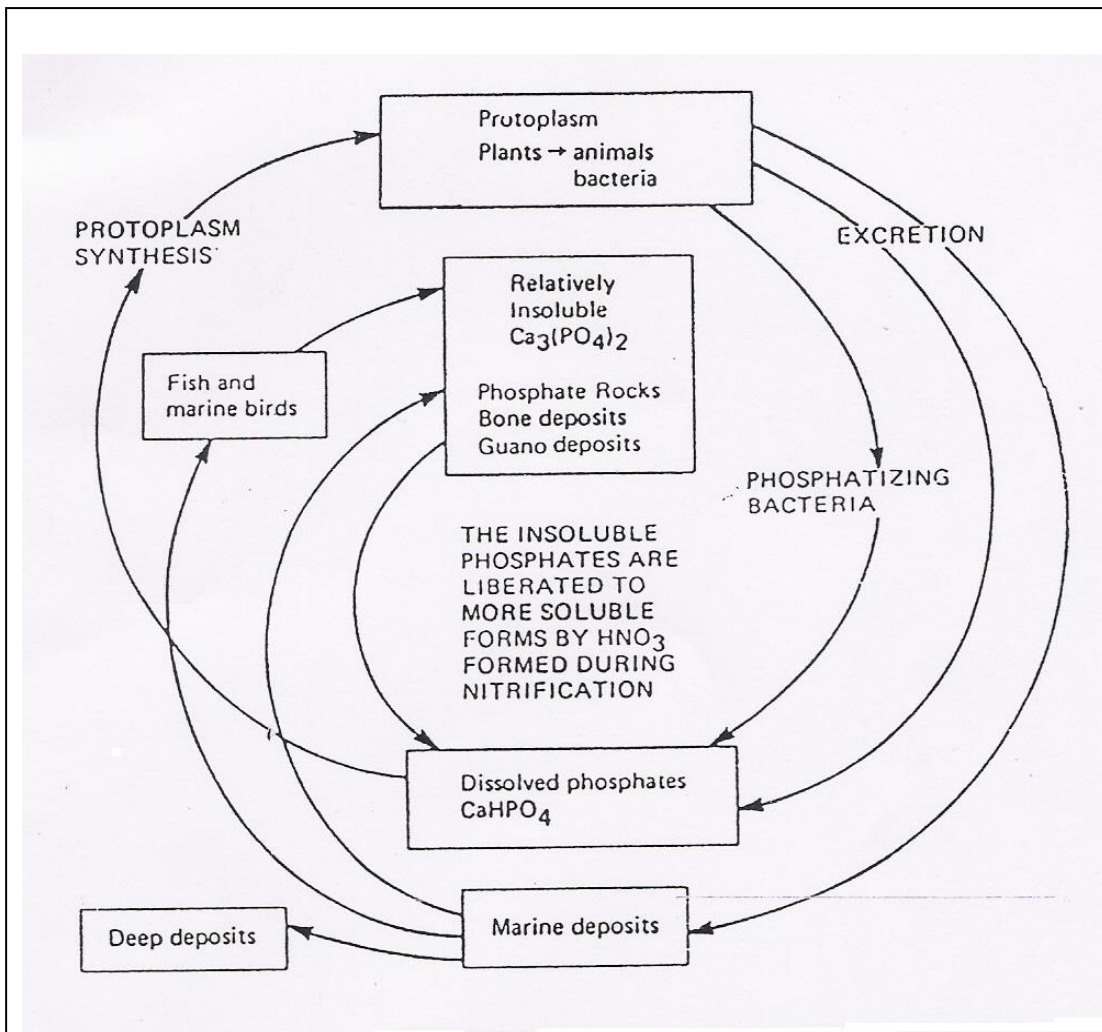 Protoplasm
Plants → animals
bacteria
PROTOPLASM
SYNTHESIS
EXCRETION
Relatively
Insoluble
Ca3(PO4)2
Phosphate Rocks
Bone deposits
Guano deposits
Fish and
marine birds
PHOSPHATIZING
BACTERIA
THE INSOLUBLE
PHOSPHATES ARE
LIBERATED TO
MORE SOLUBLE
FORMS BY HNO3
FORMED DURING
NITRIFICATION
Dissolved phosphates
CaHPO4
Marine deposits
Deep deposits